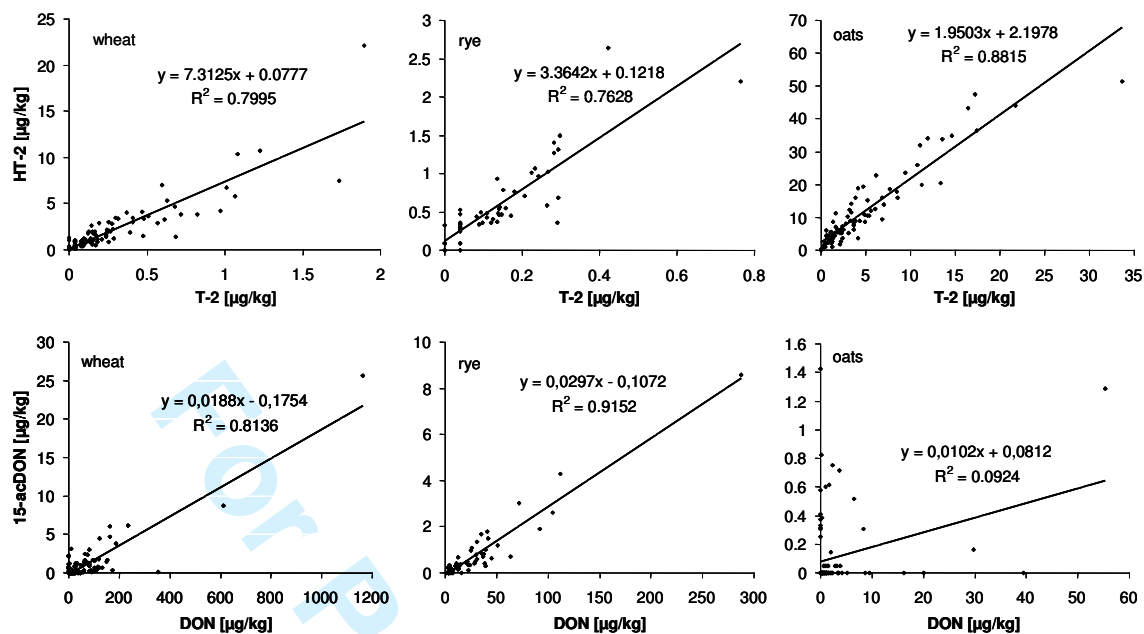 wheat
y = 7.3125x + 0.0777
R² = 0.7995
25
20
15
10
5
0
0 0.5 1 1.5 2
T-2 [µg/kg]
HT-2 [µg/kg]
rye
y = 3.3642x + 0.1218
R² = 0.7628
3
2.5
2
1.5
1
0.5
0
0 0.2 0.4 0.6 0.8
T-2 [µg/kg]
oats
y = 1.9503x + 2.1978
R² = 0.8815
70
60
50
40
30
20
10
0
0 5 10 15 20 25 30 35
T-2 [µg/kg]
wheat
y = 0,0188x - 0,1754
R² = 0.8136
30
25
20
15
10
5
0
0 200 400 600 800 1000 1200
DON [µg/kg]
15-acDON [µg/kg]
rye
y = 0,0297x - 0,1072
R² = 0.9152
10
8
6
4
2
0
0 50 100 150 200 250 300
DON [µg/kg]
oats
y = 0,0102x + 0,0812
R² = 0.0924
1.6
1.4
1.2
1
0.8
0.6
0.4
0.2
0
0 10 20 30 40 50 60
DON [µg/kg]
For P